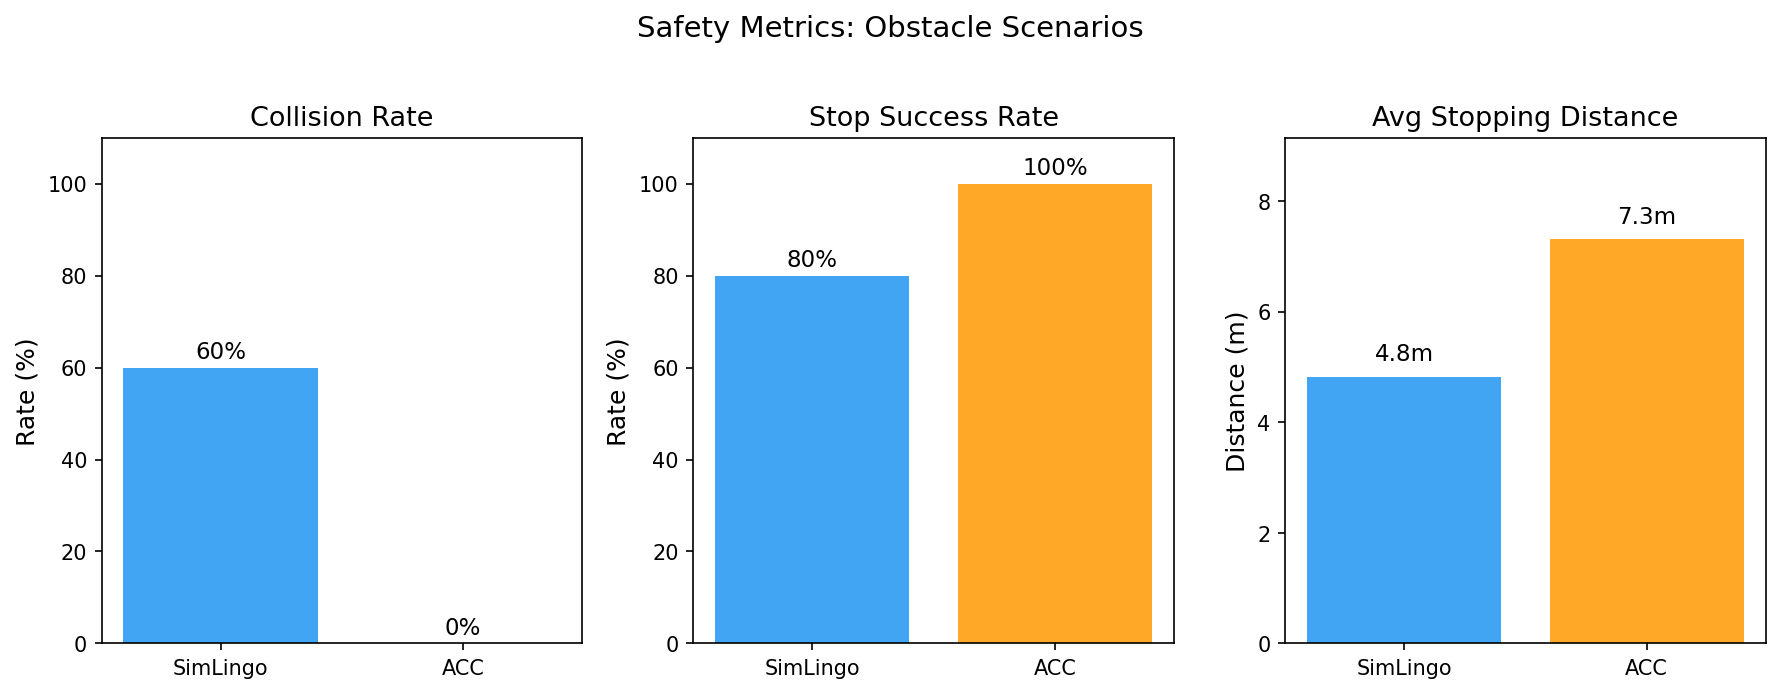 Safety Metrics: Obstacle Scenarios
Collision Rate
Rate (%)
100
80
60
40
20
0
60%
0%
SimLingo
ACC
Stop Success Rate
Rate (%)
100
80
60
40
20
0
80%
100%
SimLingo
ACC
Avg Stopping Distance
Distance (m)
8
6
4
2
0
4.8m
7.3m
SimLingo
ACC